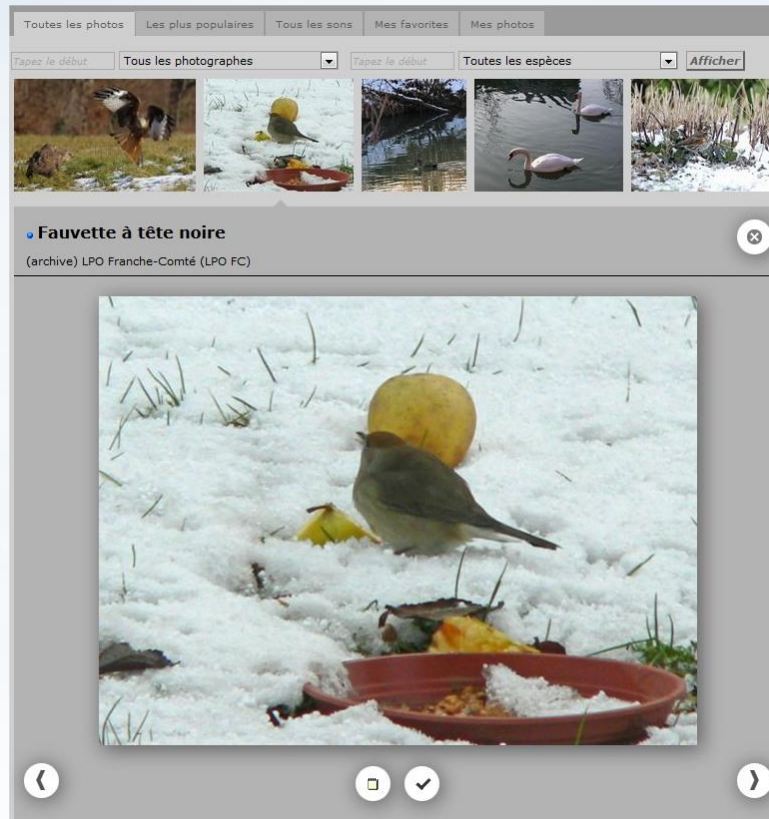 Toutes les photos Les plus populaires Tous les sons Mes favorites Mes photos
Tapez le début Tous les photographes Tapez le début Toutes les espèces Afficher
Fauvette à tête noire
(archive) LPO Franche-Comté (LPO FC)